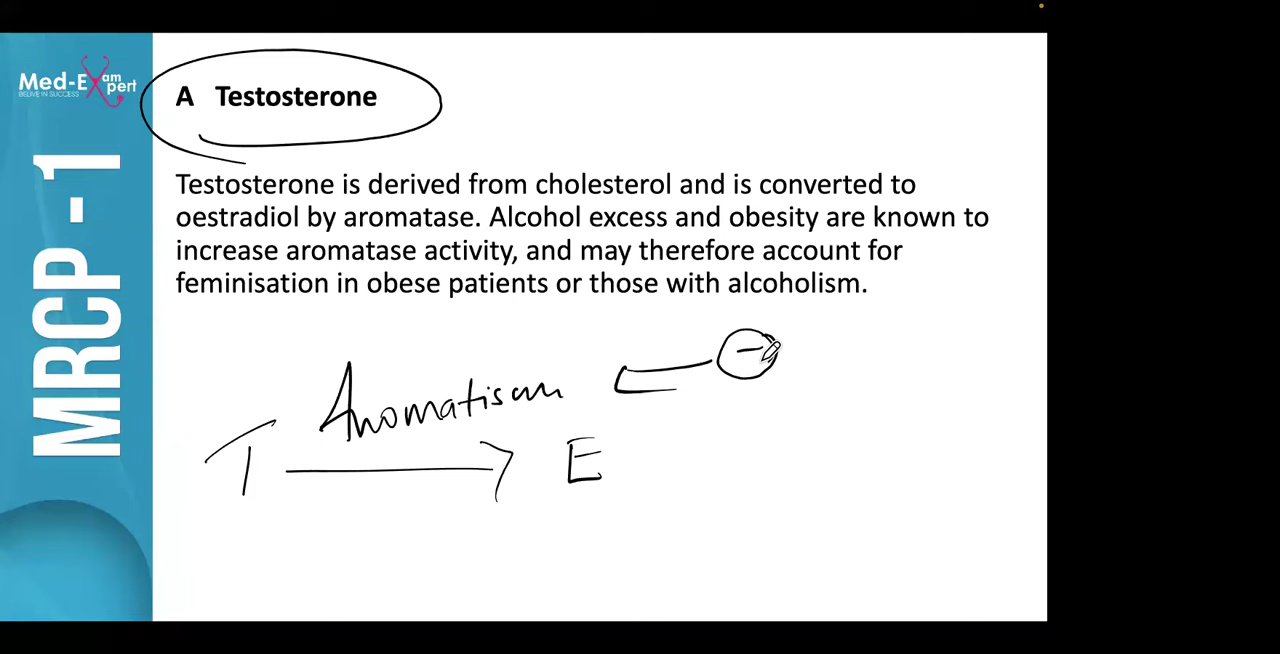 Med-Exam
pert
BELIVE IN SUCCESS
MRCP - 1
A Testosterone
Testosterone is derived from cholesterol and is converted to
oestradiol by aromatase. Alcohol excess and obesity are known to
increase aromatase activity, and may therefore account for
feminisation in obese patients or those with alcoholism.
Aromatism
T
E